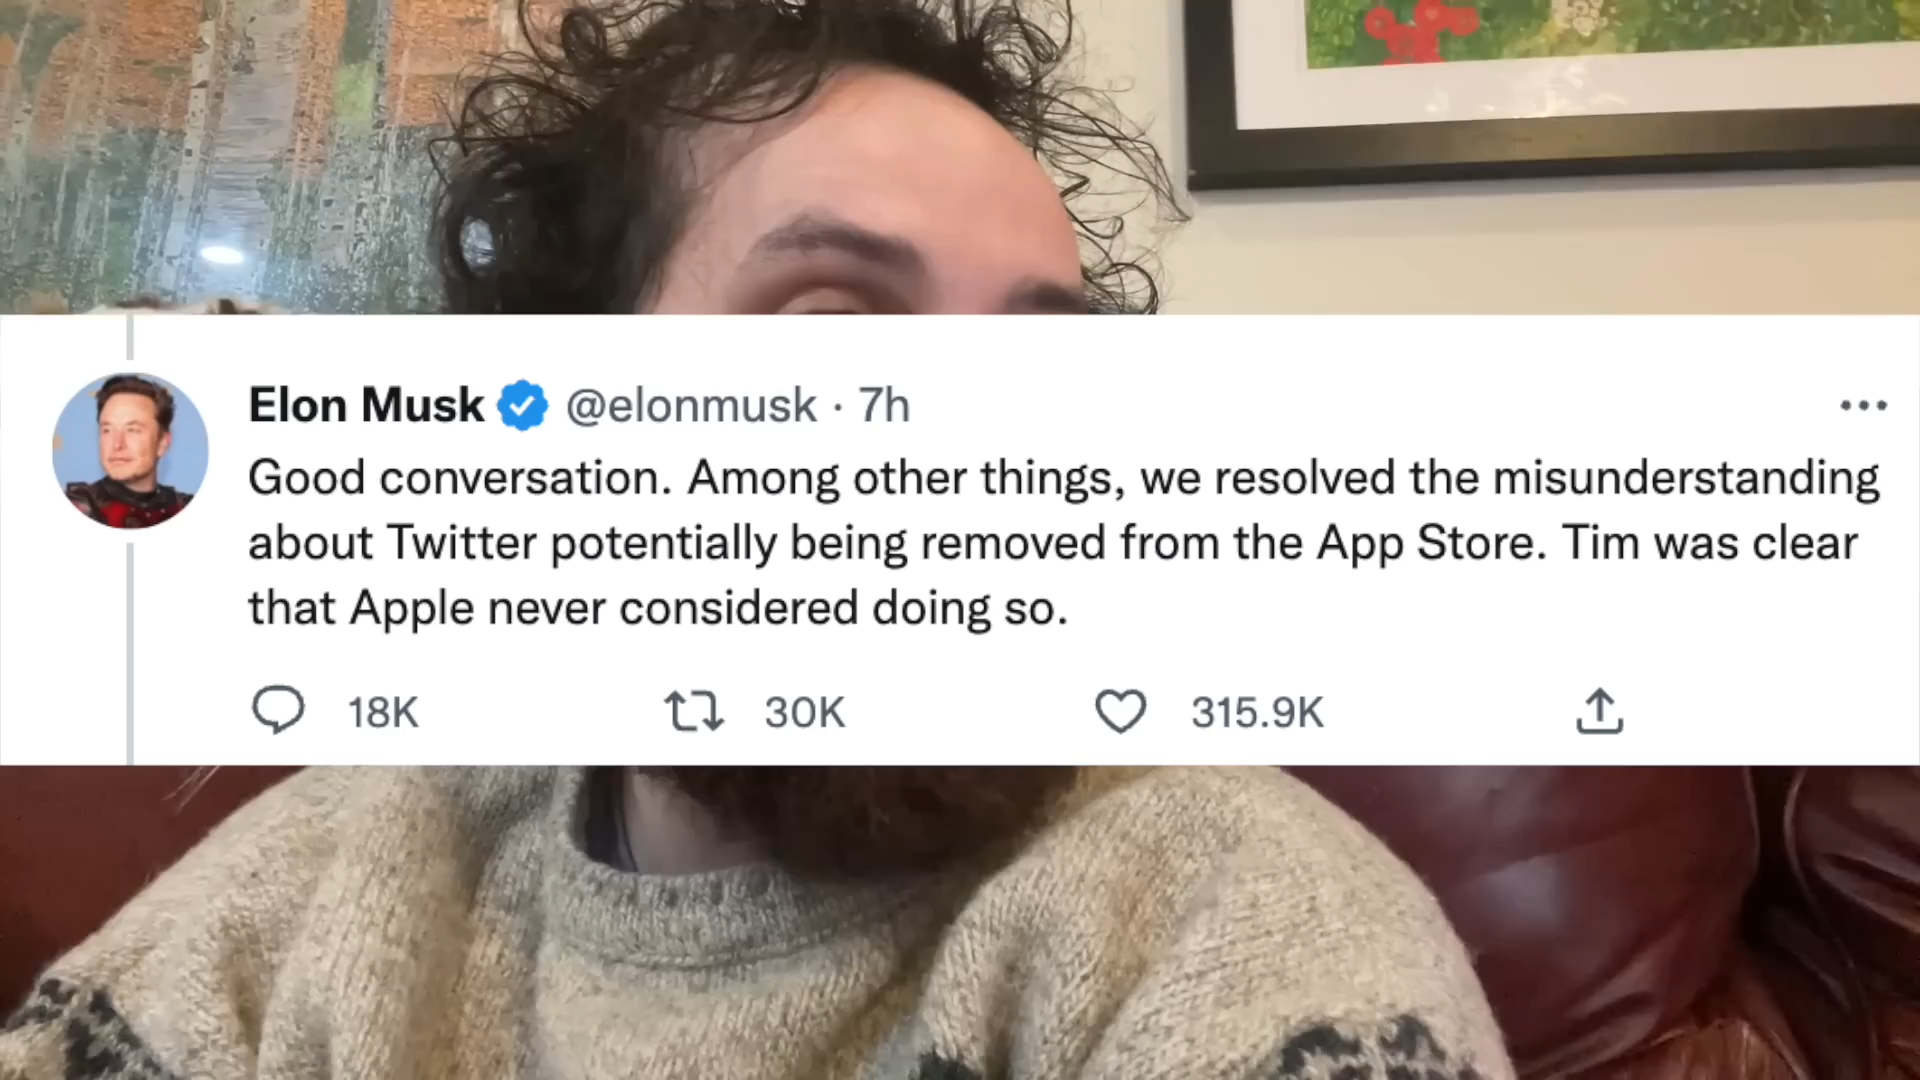 Elon Musk @elonmusk · 7h
Good conversation. Among other things, we resolved the misunderstanding
about Twitter potentially being removed from the App Store. Tim was clear
that Apple never considered doing so.
18K 30K 315.9K